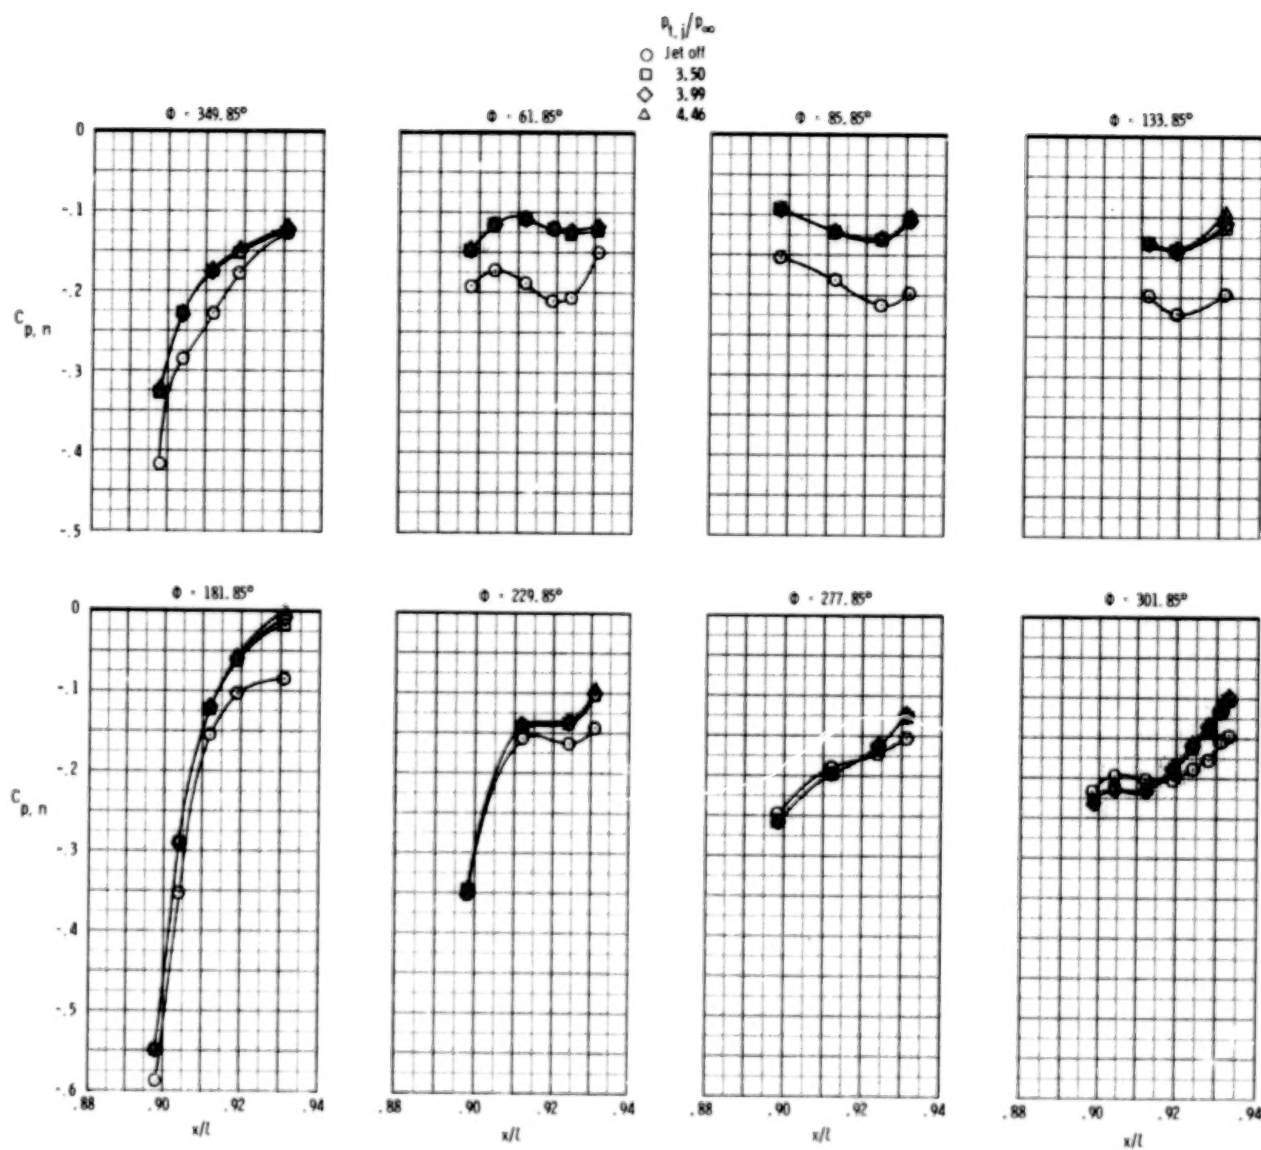 p_t,j/p_∞
○ Jet off
□ 3.50
◇ 3.99
△ 4.46
Φ - 349.85°
Φ - 61.85°
Φ - 85.85°
Φ - 133.85°
0
-.1
-.2
C_p,n
-.3
-.4
-.5
Φ - 181.85°
Φ - 229.85°
Φ - 277.85°
Φ - 301.85°
0
-.1
-.2
C_p,n
-.3
-.4
-.5
-.6
.88 .90 .92 .94 .88 .90 .92 .94 .88 .90 .92 .94 .88 .90 .92 .94
x/l x/l x/l x/l